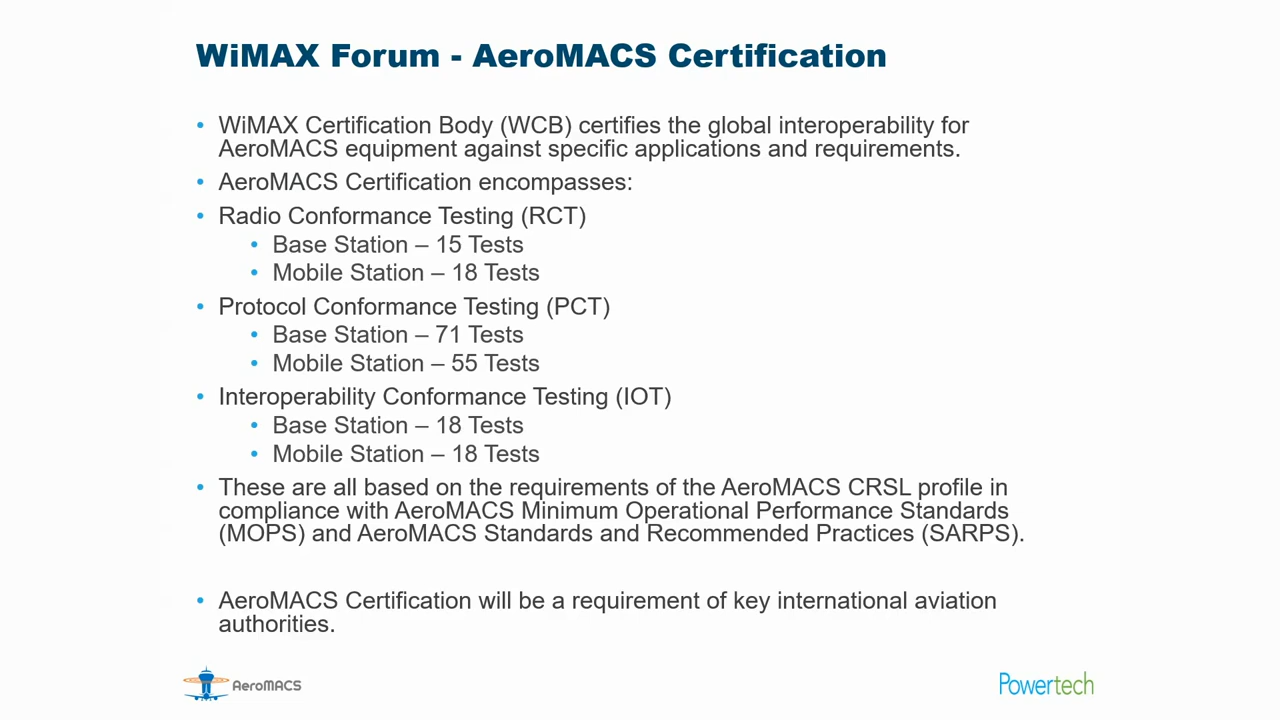 WiMAX Forum - AeroMACS Certification
• WiMAX Certification Body (WCB) certifies the global interoperability for
AeroMACS equipment against specific applications and requirements.
• AeroMACS Certification encompasses:
• Radio Conformance Testing (RCT)
• Base Station – 15 Tests
• Mobile Station – 18 Tests
• Protocol Conformance Testing (PCT)
• Base Station – 71 Tests
• Mobile Station – 55 Tests
• Interoperability Conformance Testing (IOT)
• Base Station – 18 Tests
• Mobile Station – 18 Tests
• These are all based on the requirements of the AeroMACS CRSL profile in
compliance with AeroMACS Minimum Operational Performance Standards
(MOPS) and AeroMACS Standards and Recommended Practices (SARPS).
• AeroMACS Certification will be a requirement of key international aviation
authorities.
AeroMACS
Powertech